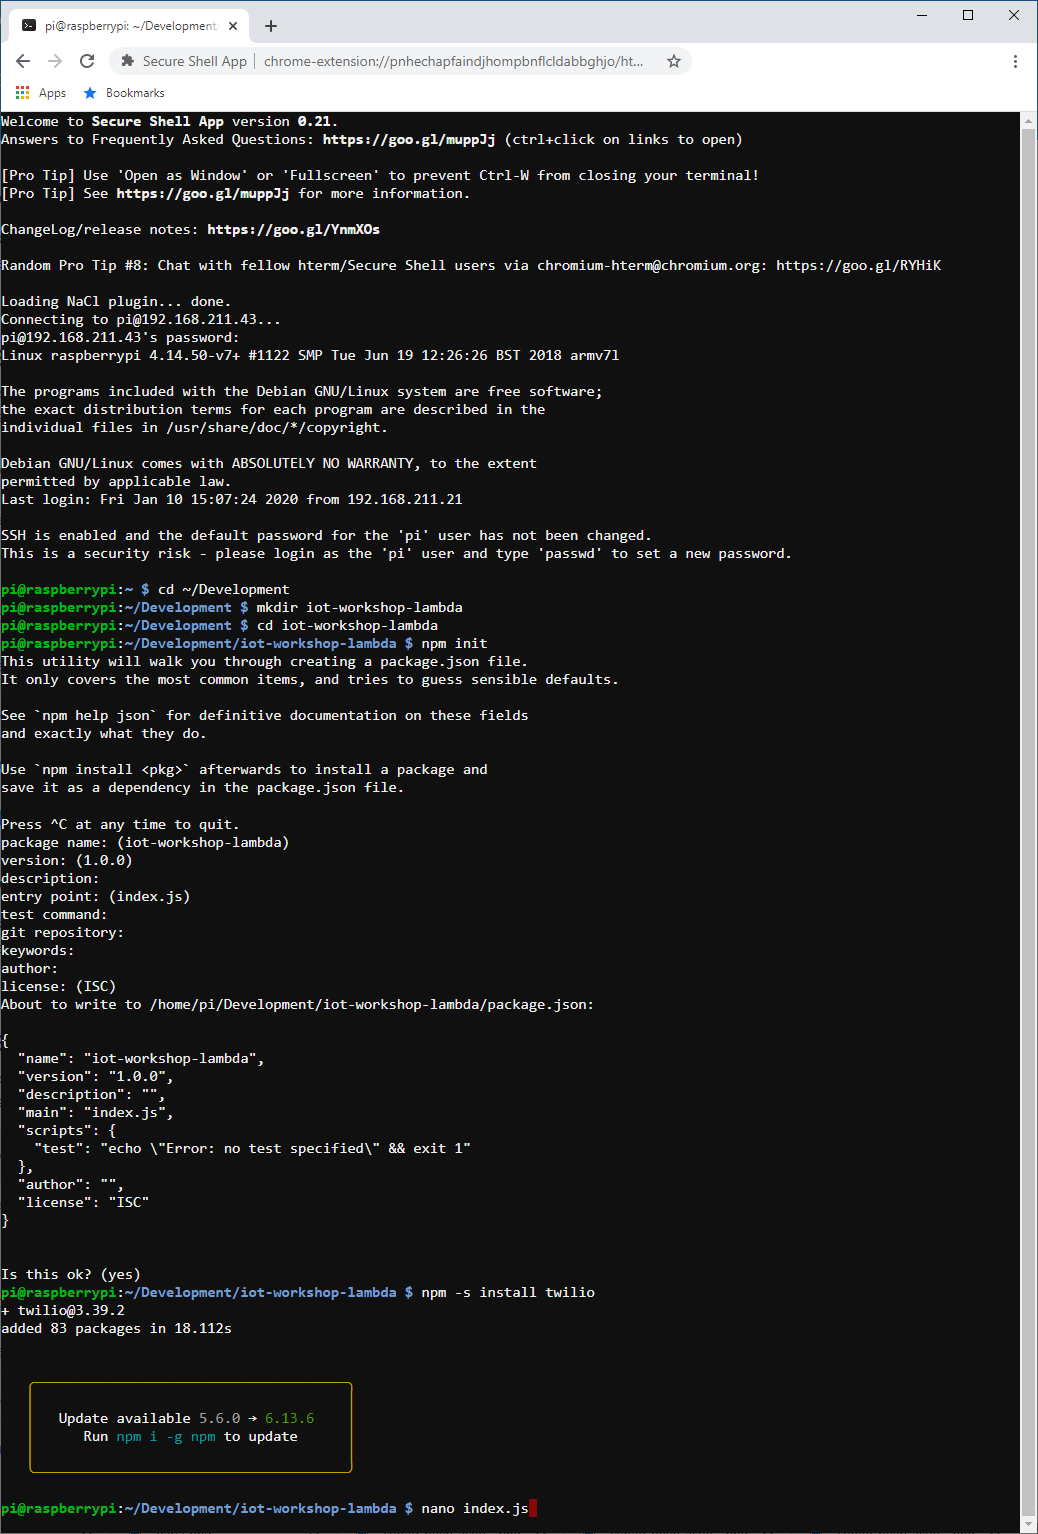 pi@raspberrypi: ~/Development
Secure Shell App | chrome-extension://pnhechapfaindjhompbnflcldabbghjo/ht...
Apps Bookmarks
Welcome to Secure Shell App version 0.21.
Answers to Frequently Asked Questions: https://goo.gl/muppJj (ctrl+click on links to open)
[Pro Tip] Use 'Open as Window' or 'Fullscreen' to prevent Ctrl-W from closing your terminal!
[Pro Tip] See https://goo.gl/muppJj for more information.
ChangeLog/release notes: https://goo.gl/YnmXOs
Random Pro Tip #8: Chat with fellow hterm/Secure Shell users via chromium-hterm@chromium.org: https://goo.gl/RYHiK
Loading NaCl plugin... done.
Connecting to pi@192.168.211.43...
pi@192.168.211.43's password:
Linux raspberrypi 4.14.50-v7+ #1122 SMP Tue Jun 19 12:26:26 BST 2018 armv7l
The programs included with the Debian GNU/Linux system are free software;
the exact distribution terms for each program are described in the
individual files in /usr/share/doc/*/copyright.
Debian GNU/Linux comes with ABSOLUTELY NO WARRANTY, to the extent
permitted by applicable law.
Last login: Fri Jan 10 15:07:24 2020 from 192.168.211.21
SSH is enabled and the default password for the 'pi' user has not been changed.
This is a security risk - please login as the 'pi' user and type 'passwd' to set a new password.
pi@raspberrypi:~ $ cd ~/Development
pi@raspberrypi:~/Development $ mkdir iot-workshop-lambda
pi@raspberrypi:~/Development $ cd iot-workshop-lambda
pi@raspberrypi:~/Development/iot-workshop-lambda $ npm init
This utility will walk you through creating a package.json file.
It only covers the most common items, and tries to guess sensible defaults.
See `npm help json` for definitive documentation on these fields
and exactly what they do.
Use `npm install <pkg>` afterwards to install a package and
save it as a dependency in the package.json file.
Press ^C at any time to quit.
package name: (iot-workshop-lambda)
version: (1.0.0)
description:
entry point: (index.js)
test command:
git repository:
keywords:
author:
license: (ISC)
About to write to /home/pi/Development/iot-workshop-lambda/package.json:
{
"name": "iot-workshop-lambda",
"version": "1.0.0",
"description": "",
"main": "index.js",
"scripts": {
"test": "echo \"Error: no test specified\" && exit 1"
},
"author": "",
"license": "ISC"
}
Is this ok? (yes)
pi@raspberrypi:~/Development/iot-workshop-lambda $ npm -s install twilio
+ twilio@3.39.2
added 83 packages in 18.112s
Update available 5.6.0 → 6.13.6
Run npm i -g npm to update
pi@raspberrypi:~/Development/iot-workshop-lambda $ nano index.js